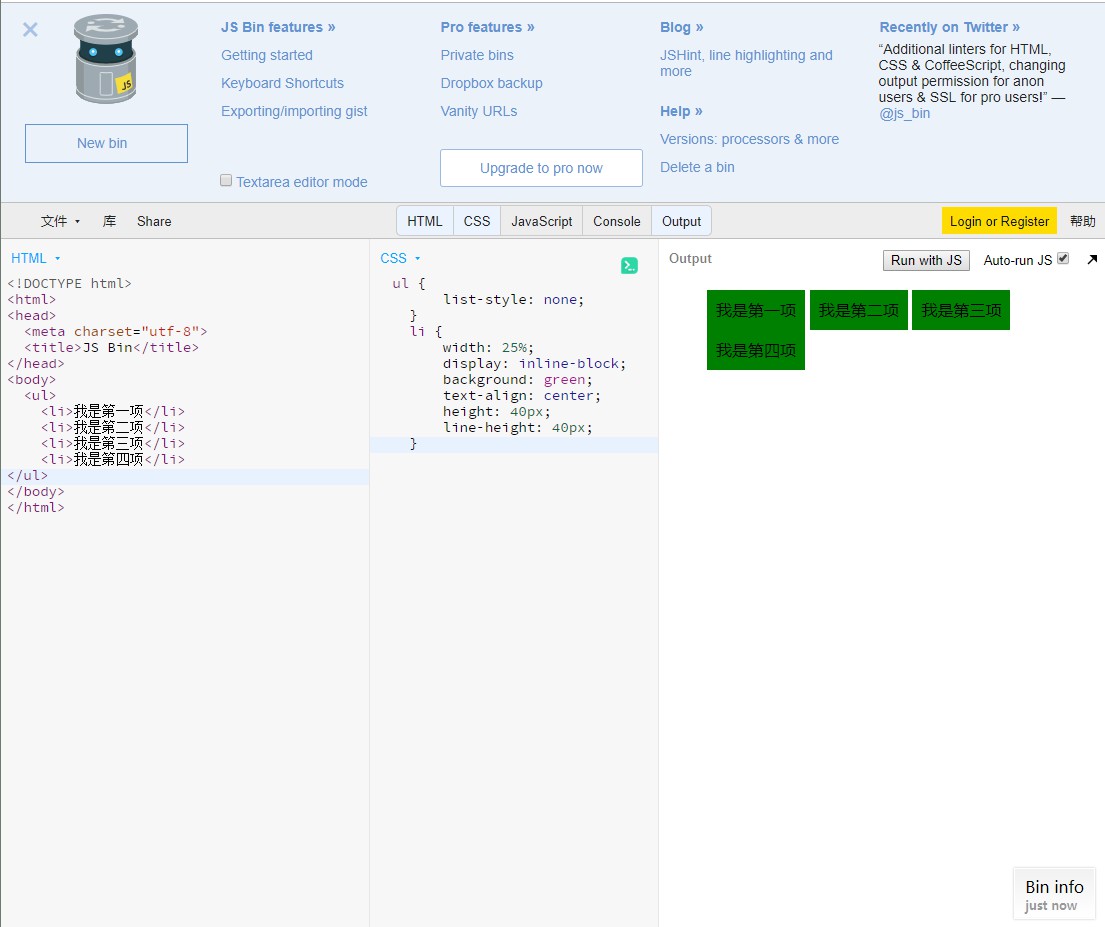 JS Bin features »
Getting started
Keyboard Shortcuts
Exporting/importing gist
Textarea editor mode
JS
New bin
Pro features »
Private bins
Dropbox backup
Vanity URLs
Upgrade to pro now
Blog »
JSHint, line highlighting and
more
Help »
Versions: processors & more
Delete a bin
Recently on Twitter »
“Additional linters for HTML,
CSS & CoffeeScript, changing
output permission for anon
users & SSL for pro users!” —
@js_bin
文件 库 Share HTML CSS JavaScript Console Output Login or Register 帮助
HTML
<!DOCTYPE html>
<html>
<head>
<meta charset="utf-8">
<title>JS Bin</title>
</head>
<body>
<ul>
<li>我是第一项</li>
<li>我是第二项</li>
<li>我是第三项</li>
<li>我是第四项</li>
</ul>
</body>
</html>
CSS
ul {
list-style: none;
}
li {
width: 25%;
display: inline-block;
background: green;
text-align: center;
height: 40px;
line-height: 40px;
}
Output Run with JS Auto-run JS
我是第一项 我是第二项 我是第三项
我是第四项
Bin info
just now